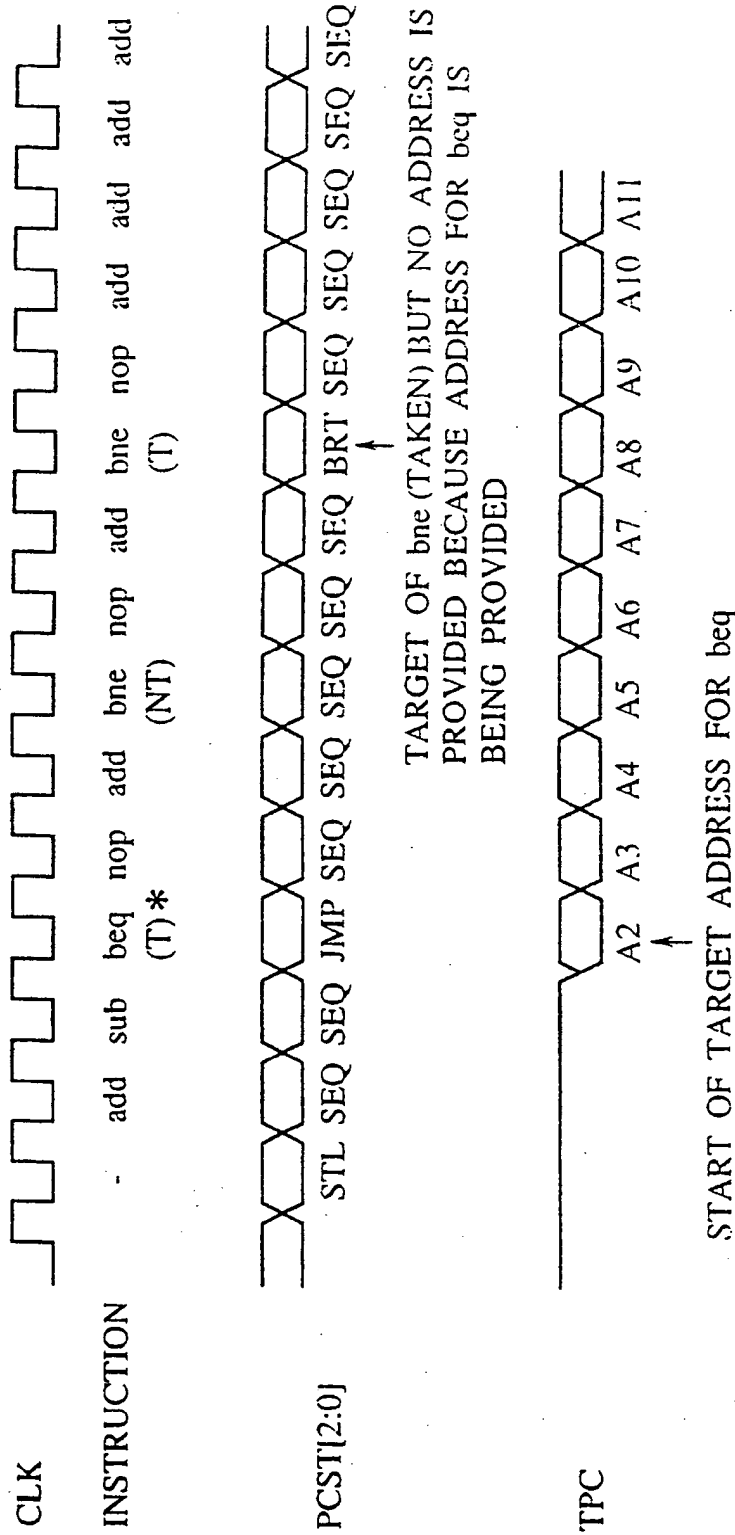 CLK
INSTRUCTION - add sub beq nop add bne nop add bne nop add add add add
(T)* (NT) (T)
PCST[2:0] STL SEQ SEQ JMP SEQ SEQ SEQ SEQ SEQ BRT SEQ SEQ SEQ SEQ SEQ
TARGET OF bne (TAKEN) BUT NO ADDRESS IS
PROVIDED BECAUSE ADDRESS FOR beq IS
BEING PROVIDED
TPC A2 A3 A4 A5 A6 A7 A8 A9 A10 A11
START OF TARGET ADDRESS FOR beq